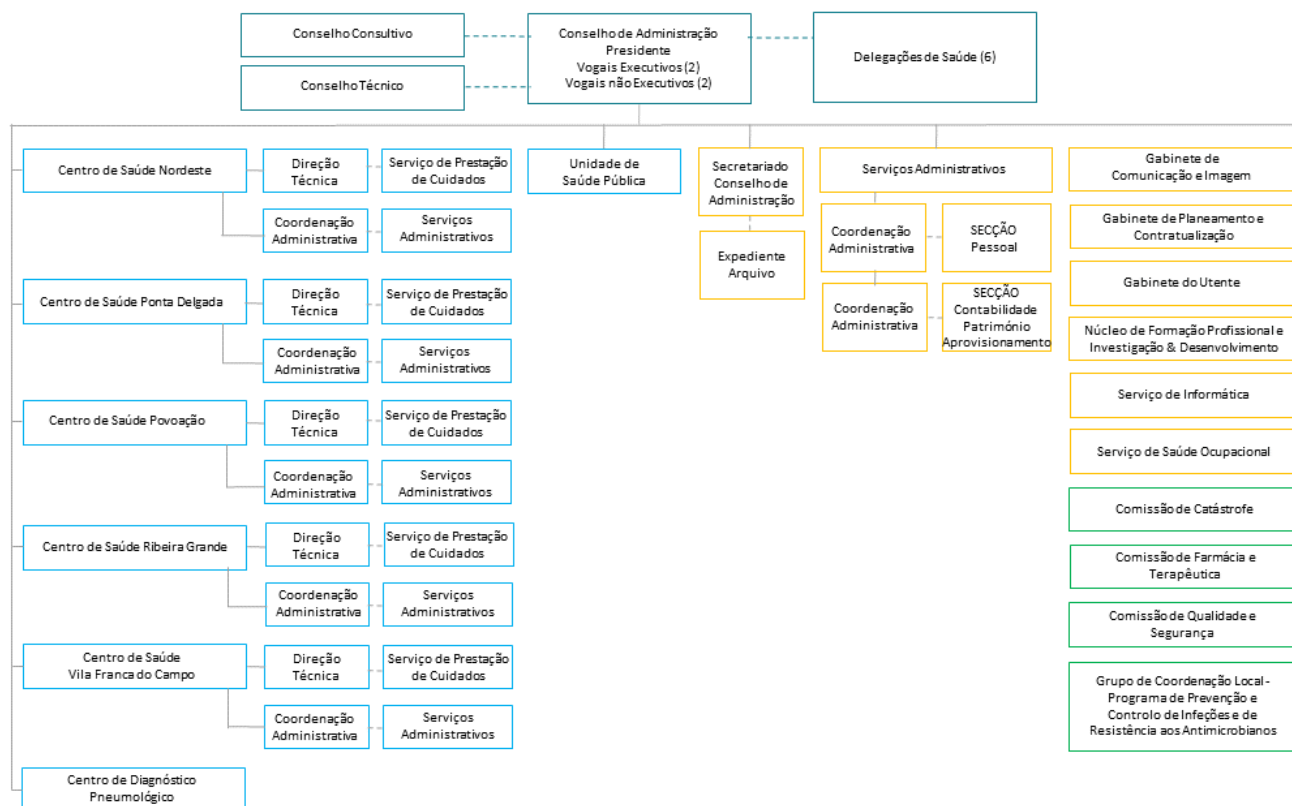 Conselho Consultivo
Conselho Técnico
Conselho de Administração
Presidente
Vogais Executivos (2)
Vogais não Executivos (2)
Delegações de Saúde (6)
Centro de Saúde Nordeste
Direção
Técnica
Serviço de Prestação
de Cuidados
Coordenação
Administrativa
Serviços
Administrativos
Centro de Saúde Ponta Delgada
Direção
Técnica
Serviço de Prestação
de Cuidados
Coordenação
Administrativa
Serviços
Administrativos
Centro de Saúde Povoação
Direção
Técnica
Serviço de Prestação
de Cuidados
Coordenação
Administrativa
Serviços
Administrativos
Centro de Saúde Ribeira Grande
Direção
Técnica
Serviço de Prestação
de Cuidados
Coordenação
Administrativa
Serviços
Administrativos
Centro de Saúde
Vila Franca do Campo
Direção
Técnica
Serviço de Prestação
de Cuidados
Coordenação
Administrativa
Serviços
Administrativos
Centro de Diagnóstico
Pneumológico
Unidade de
Saúde Pública
Secretariado
Conselho de
Administração
Expediente
Arquivo
Serviços Administrativos
Coordenação
Administrativa
SECÇÃO
Pessoal
Coordenação
Administrativa
SECÇÃO
Contabilidade
Património
Aprovisionamento
Gabinete de
Comunicação e Imagem
Gabinete de Planeamento e
Contratualização
Gabinete do Utente
Núcleo de Formação Profissional e
Investigação & Desenvolvimento
Serviço de Informática
Serviço de Saúde Ocupacional
Comissão de Catástrofe
Comissão de Farmácia e
Terapêutica
Comissão de Qualidade e
Segurança
Grupo de Coordenação Local -
Programa de Prevenção e
Controlo de Infeções e de
Resistência aos Antimicrobianos